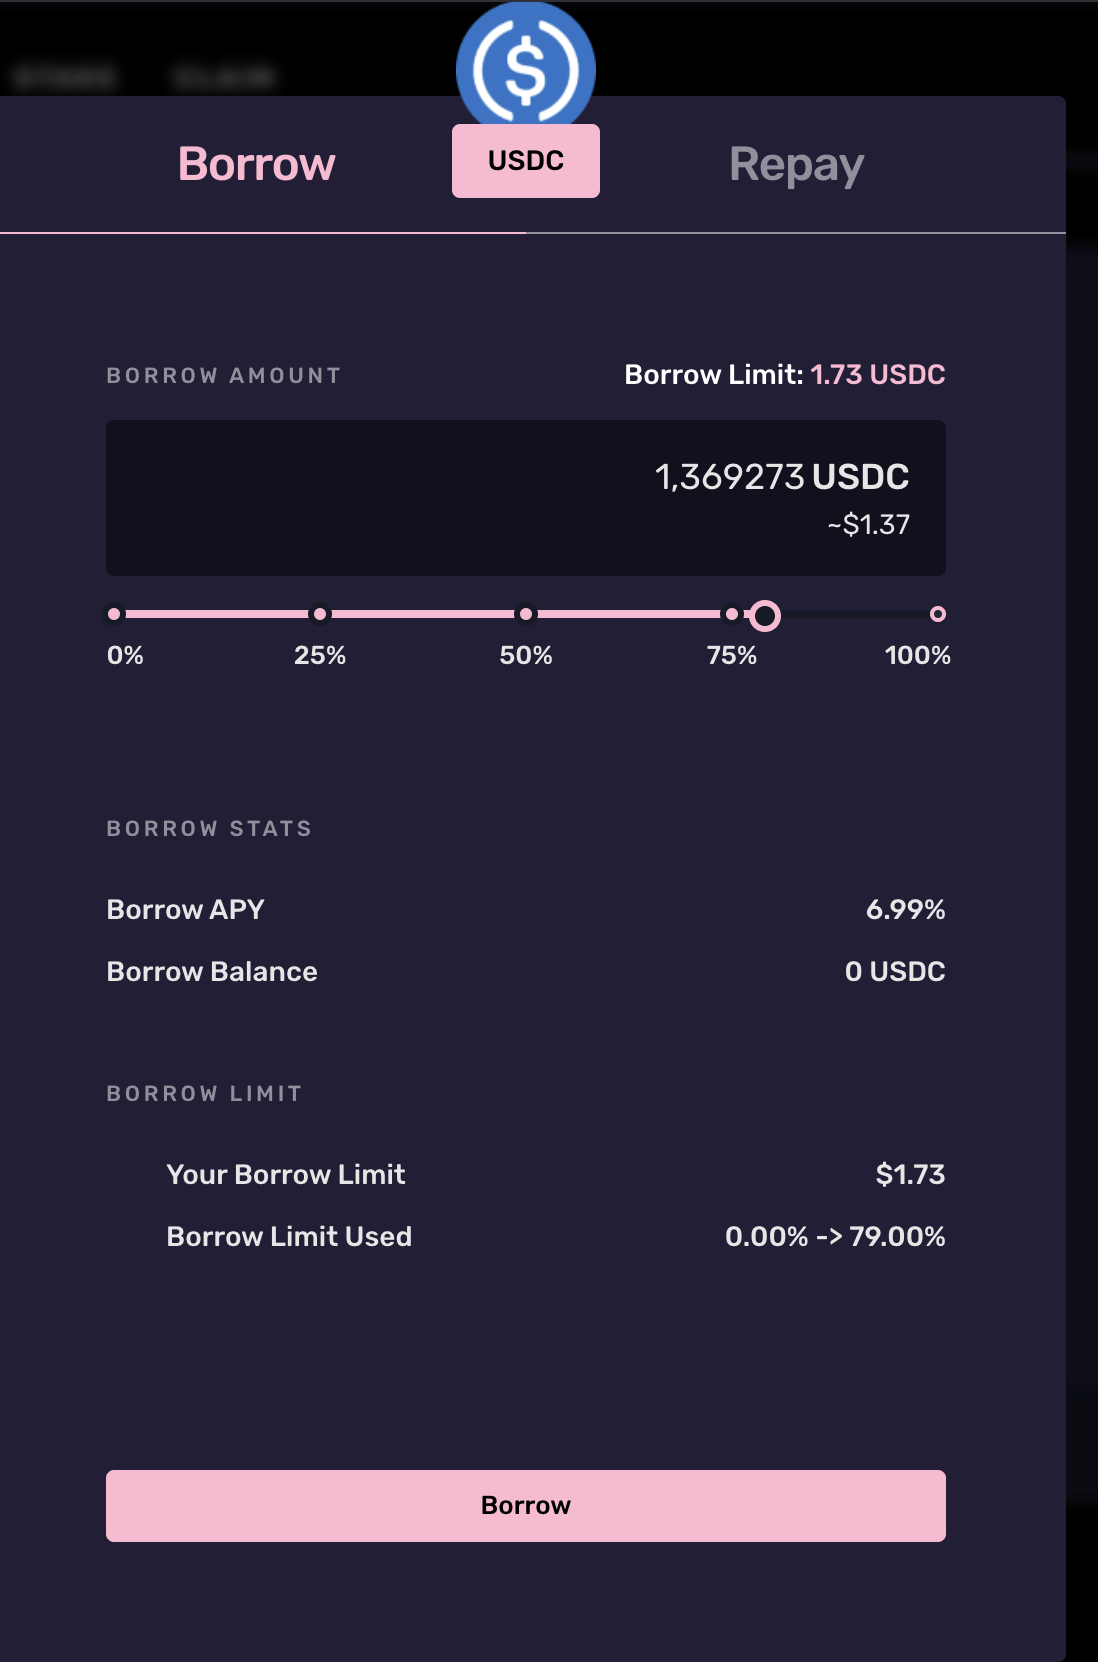 STAKE CLAIM
Borrow
USDC
Repay
BORROW AMOUNT
Borrow Limit: 1.73 USDC
1,369273 USDC
~$1.37
0% 25% 50% 75% 100%
BORROW STATS
Borrow APY 6.99%
Borrow Balance 0 USDC
BORROW LIMIT
Your Borrow Limit $1.73
Borrow Limit Used 0.00% -> 79.00%
Borrow